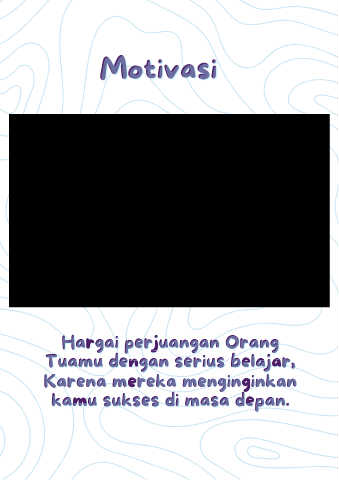 Motivasi
Hargai perjuangan Orang
Tuamu dengan serius belajar,
Karena mereka menginginkan
kamu sukses di masa depan.